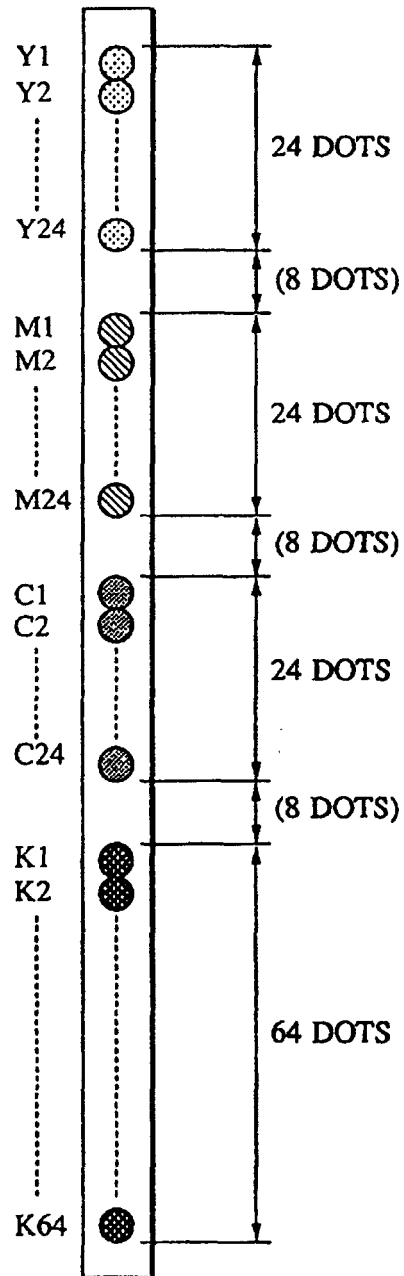 Y1
Y2
24 DOTS
Y24
(8 DOTS)
M1
M2
24 DOTS
M24
(8 DOTS)
C1
C2
24 DOTS
C24
(8 DOTS)
K1
K2
64 DOTS
K64